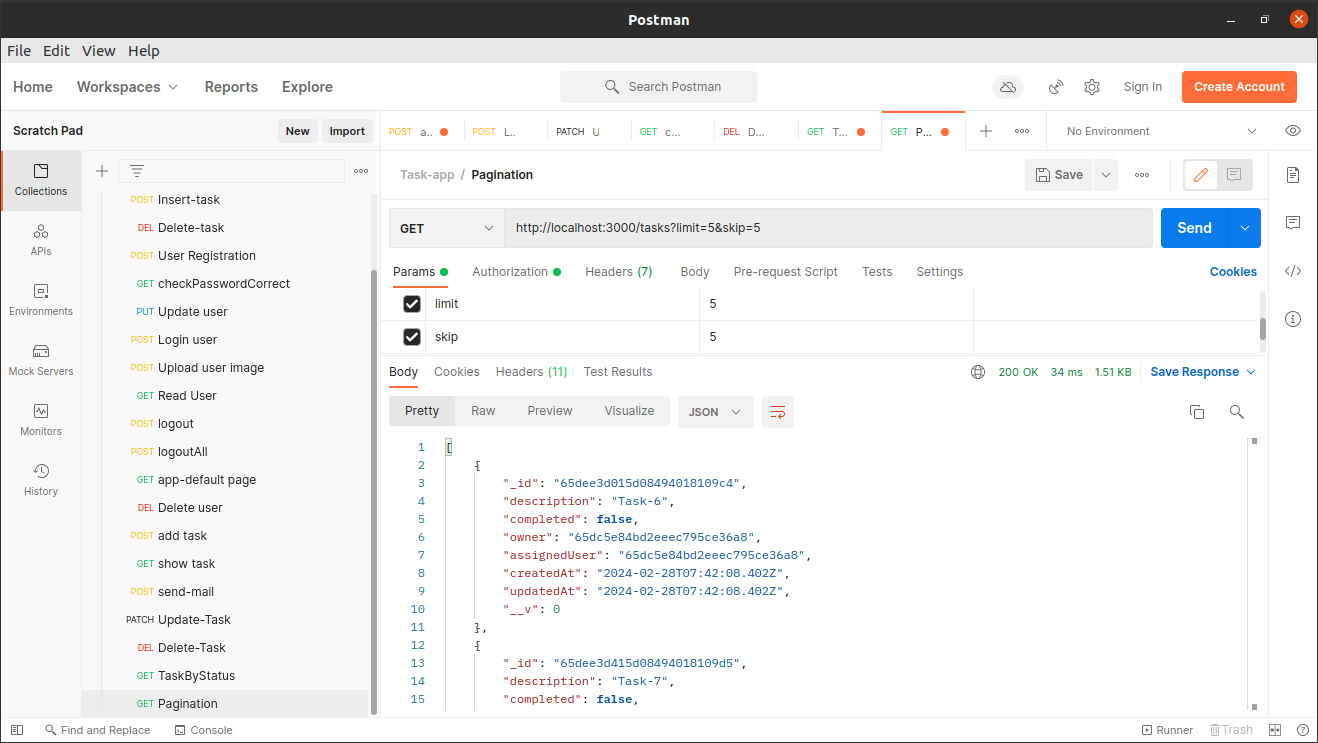 Postman
File Edit View Help
Home Workspaces Reports Explore Search Postman Sign In Create Account
Scratch Pad New Import
POST a.. POST L.. PATCH U GET c... DEL D... GET T... GET P... No Environment
Collections
APIs
Environments
Mock Servers
Monitors
History
POST Insert-task
DEL Delete-task
POST User Registration
GET checkPasswordCorrect
PUT Update user
POST Login user
POST Upload user image
GET Read User
POST logout
POST logoutAll
GET app-default page
DEL Delete user
POST add task
GET show task
POST send-mail
PATCH Update-Task
DEL Delete-Task
GET TaskByStatus
GET Pagination
Task-app / Pagination Save
GET http://localhost:3000/tasks?limit=5&skip=5 Send
Params Authorization Headers (7) Body Pre-request Script Tests Settings Cookies
limit 5
skip 5
Body Cookies Headers (11) Test Results 200 OK 34 ms 1.51 KB Save Response
Pretty Raw Preview Visualize JSON
1 [
2 {
3 "_id": "65dee3d015d08494018109c4",
4 "description": "Task-6",
5 "completed": false,
6 "owner": "65dc5e84bd2eeec795ce36a8",
7 "assignedUser": "65dc5e84bd2eeec795ce36a8",
8 "createdAt": "2024-02-28T07:42:08.402Z",
9 "updatedAt": "2024-02-28T07:42:08.402Z",
10 "__v": 0
11 },
12 {
13 "_id": "65dee3d415d08494018109d5",
14 "description": "Task-7",
15 "completed": false,
Find and Replace Console Runner Trash